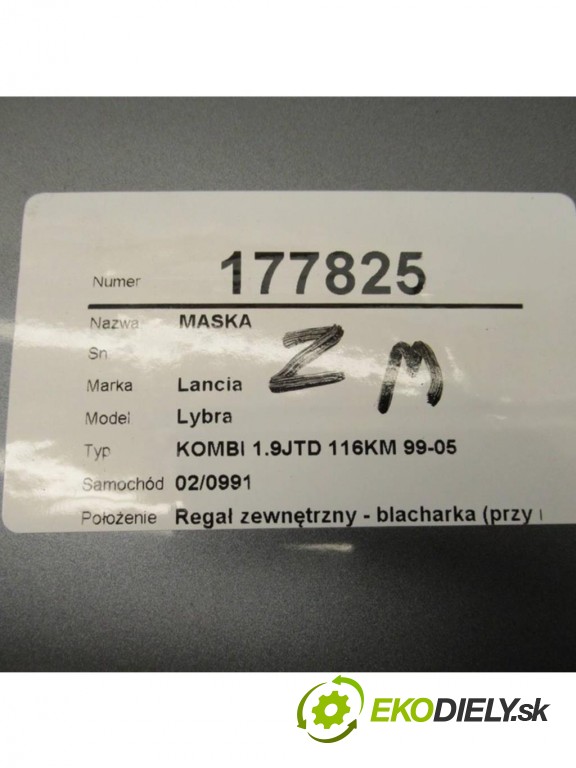 Numer 177825
Nazwa MASKA
Sn
Z M
Marka Lancia
Model Lybra
Typ KOMBI 1.9JTD 116KM 99-05
Samochód 02/0991
Położenie Regał zewnętrzny - blacharka (przy
EKODIELY.sk